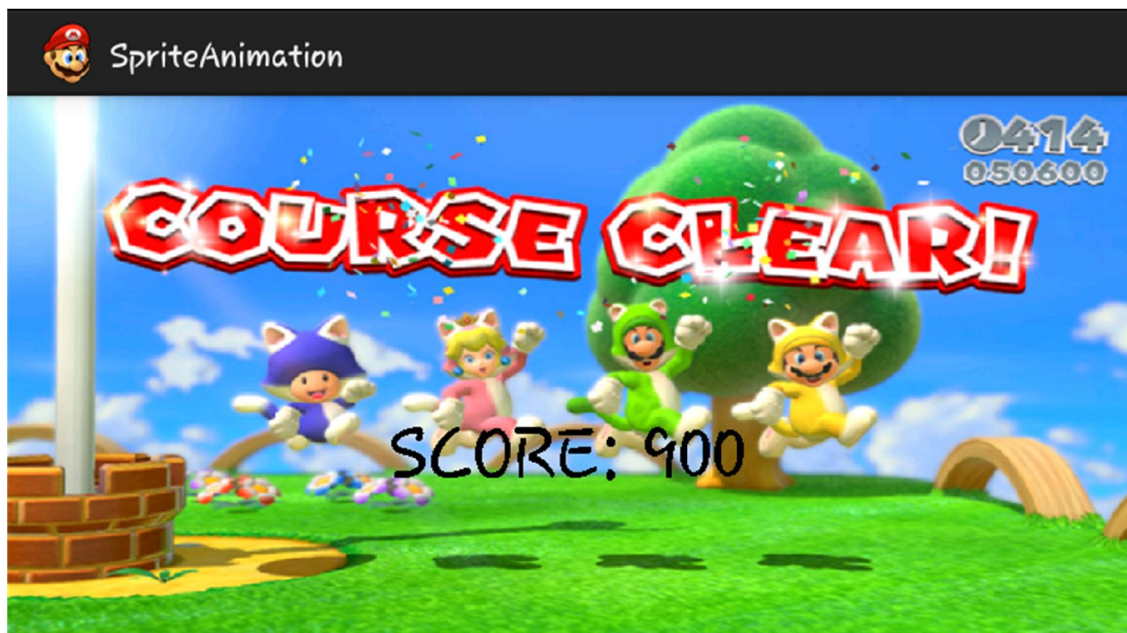 SpriteAnimation
0414
050600
COURSE CLEAR!
SCORE: 900